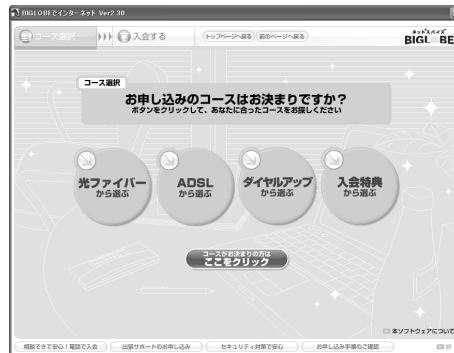 BIGLOBEでインターネット Ver2.30
コース選択
入会する
トップページへ戻る
前のページへ戻る
BIGLOBE
コース選択
お申し込みのコースはお決まりですか？
ボタンをクリックして、あなたに合ったコースをお探しください
光ファイバー
から選ぶ
ADSL
から選ぶ
ダイヤルアップ
から選ぶ
入会特典
から選ぶ
コースがお決まりの方は
ここをクリック
本ソフトウェアについて
相談できて安心！電話で入会
出張サポートのお申し込み
セキュリティ対策で安心
お申し込み手順のご確認